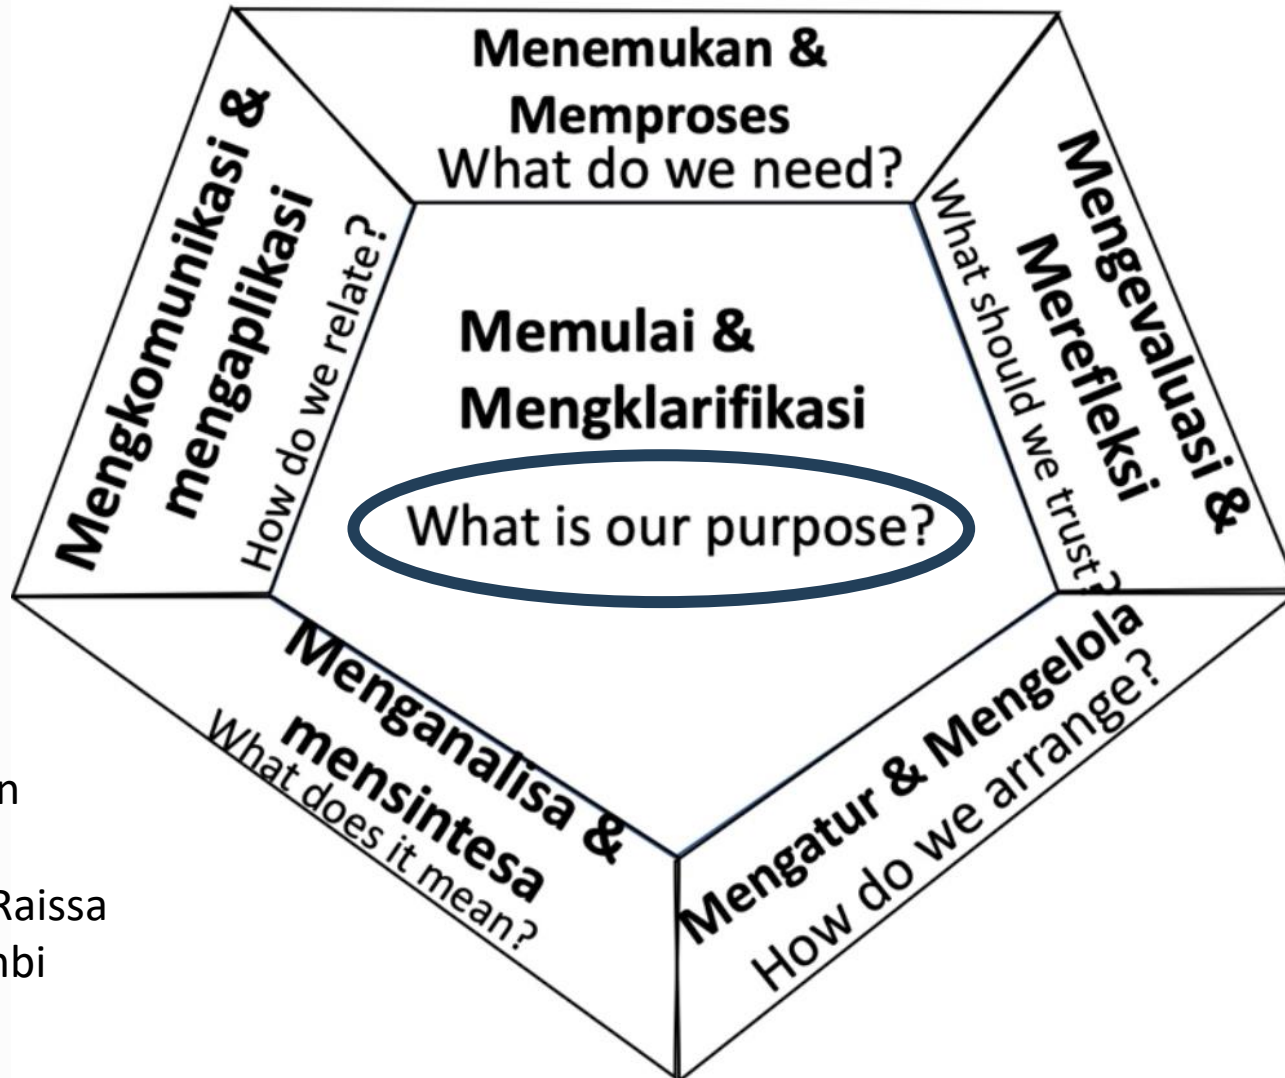 Menemukan &
Memproses
What do we need?
Mengevaluasi &
Merefleksi
What should we trust?
Mengkomunikasi &
mengaplikasi
How do we relate?
Memulai &
Mengklarifikasi
What is our purpose?
Menganalisa &
mensintesa
What does it mean?
Mengatur & Mengelola
How do we arrange?
n
Raissa
nbi